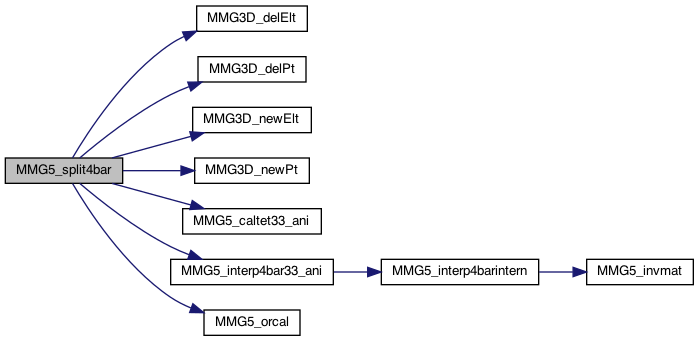 MMG3D_delElt
MMG3D_delPt
MMG3D_newElt
MMG5_split4bar
MMG3D_newPt
MMG5_caltet33_ani
MMG5_interp4bar33_ani
MMG5_interp4barintern
MMG5_invmat
MMG5_orcal